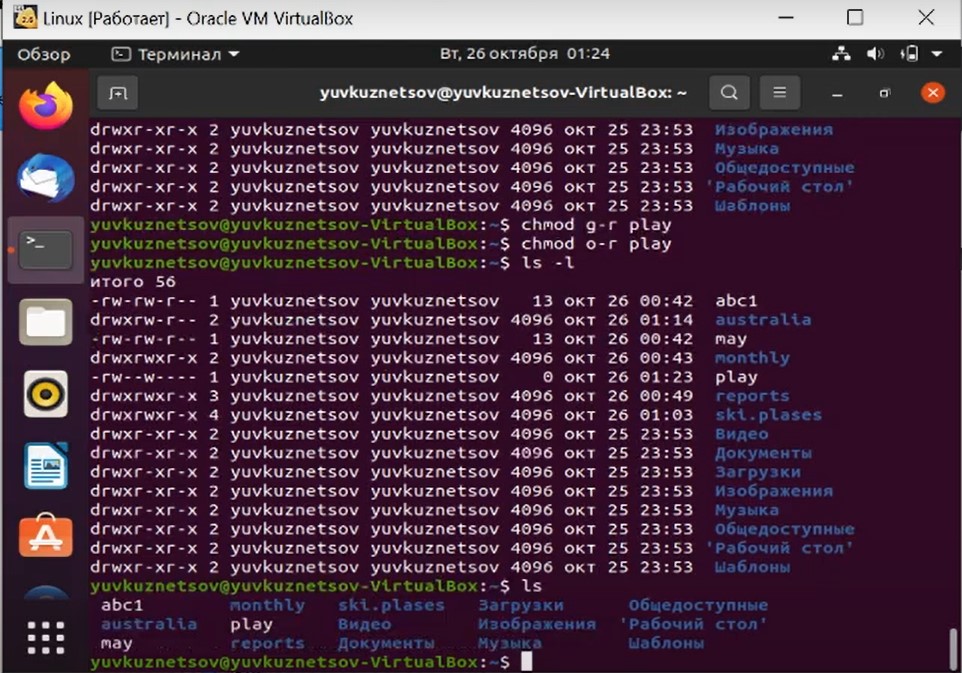 Linux [Работает] - Oracle VM VirtualBox
Обзор Терминал Вт, 26 октября 01:24
yuvkuznetsov@yuvkuznetsov-VirtualBox: ~
drwxr-xr-x 2 yuvkuznetsov yuvkuznetsov 4096 окт 25 23:53 Изображения
drwxr-xr-x 2 yuvkuznetsov yuvkuznetsov 4096 окт 25 23:53 Музыка
drwxr-xr-x 2 yuvkuznetsov yuvkuznetsov 4096 окт 25 23:53 Общедоступные
drwxr-xr-x 2 yuvkuznetsov yuvkuznetsov 4096 окт 25 23:53 'Рабочий стол'
drwxr-xr-x 2 yuvkuznetsov yuvkuznetsov 4096 окт 25 23:53 Шаблоны
yuvkuznetsov@yuvkuznetsov-VirtualBox:~$ chmod g-r play
yuvkuznetsov@yuvkuznetsov-VirtualBox:~$ chmod o-r play
yuvkuznetsov@yuvkuznetsov-VirtualBox:~$ ls -l
итого 56
-rw-rw-r-- 1 yuvkuznetsov yuvkuznetsov 13 окт 26 00:42 abc1
drwxrw-r-- 2 yuvkuznetsov yuvkuznetsov 4096 окт 26 01:14 australia
-rw-rw-r-- 1 yuvkuznetsov yuvkuznetsov 13 окт 26 00:42 may
drwxrwxr-x 2 yuvkuznetsov yuvkuznetsov 4096 окт 26 00:43 monthly
-rw--w---- 1 yuvkuznetsov yuvkuznetsov 0 окт 26 01:23 play
drwxrwxr-x 3 yuvkuznetsov yuvkuznetsov 4096 окт 26 00:49 reports
drwxrwxr-x 4 yuvkuznetsov yuvkuznetsov 4096 окт 26 01:03 ski.plases
drwxr-xr-x 2 yuvkuznetsov yuvkuznetsov 4096 окт 25 23:53 Видео
drwxr-xr-x 2 yuvkuznetsov yuvkuznetsov 4096 окт 25 23:53 Документы
drwxr-xr-x 2 yuvkuznetsov yuvkuznetsov 4096 окт 25 23:53 Загрузки
drwxr-xr-x 2 yuvkuznetsov yuvkuznetsov 4096 окт 25 23:53 Изображения
drwxr-xr-x 2 yuvkuznetsov yuvkuznetsov 4096 окт 25 23:53 Музыка
drwxr-xr-x 2 yuvkuznetsov yuvkuznetsov 4096 окт 25 23:53 Общедоступные
drwxr-xr-x 2 yuvkuznetsov yuvkuznetsov 4096 окт 25 23:53 'Рабочий стол'
drwxr-xr-x 2 yuvkuznetsov yuvkuznetsov 4096 окт 25 23:53 Шаблоны
yuvkuznetsov@yuvkuznetsov-VirtualBox:~$ ls
abc1 monthly ski.plases Загрузки Общедоступные
australia play Видео Изображения 'Рабочий стол'
may reports Документы Музыка Шаблоны
yuvkuznetsov@yuvkuznetsov-VirtualBox:~$